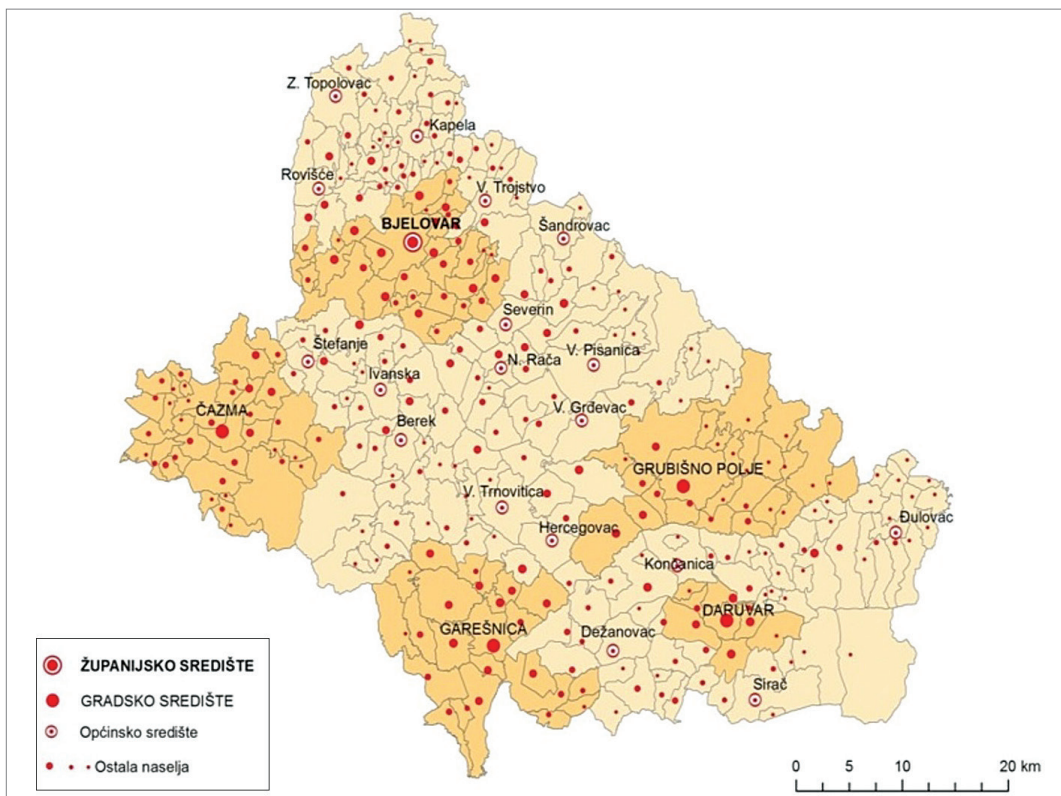 Z. Topolovac
Kapela
Rovišće
V. Trojstvo
BJELOVAR
Šandrovac
Severin
Štefanje
N. Rača
V. Pisanica
Ivanska
ČAZMA
Berek
V. Grđevac
GRUBIŠNO POLJE
V. Trnovitica
Hercegovac
Đulovac
Končanica
DARUVAR
GAREŠNICA
Dežanovac
Sirač
ŽUPANIJSKO SREDIŠTE
GRADSKO SREDIŠTE
Općinsko središte
Ostala naselja
0 5 10 20 km